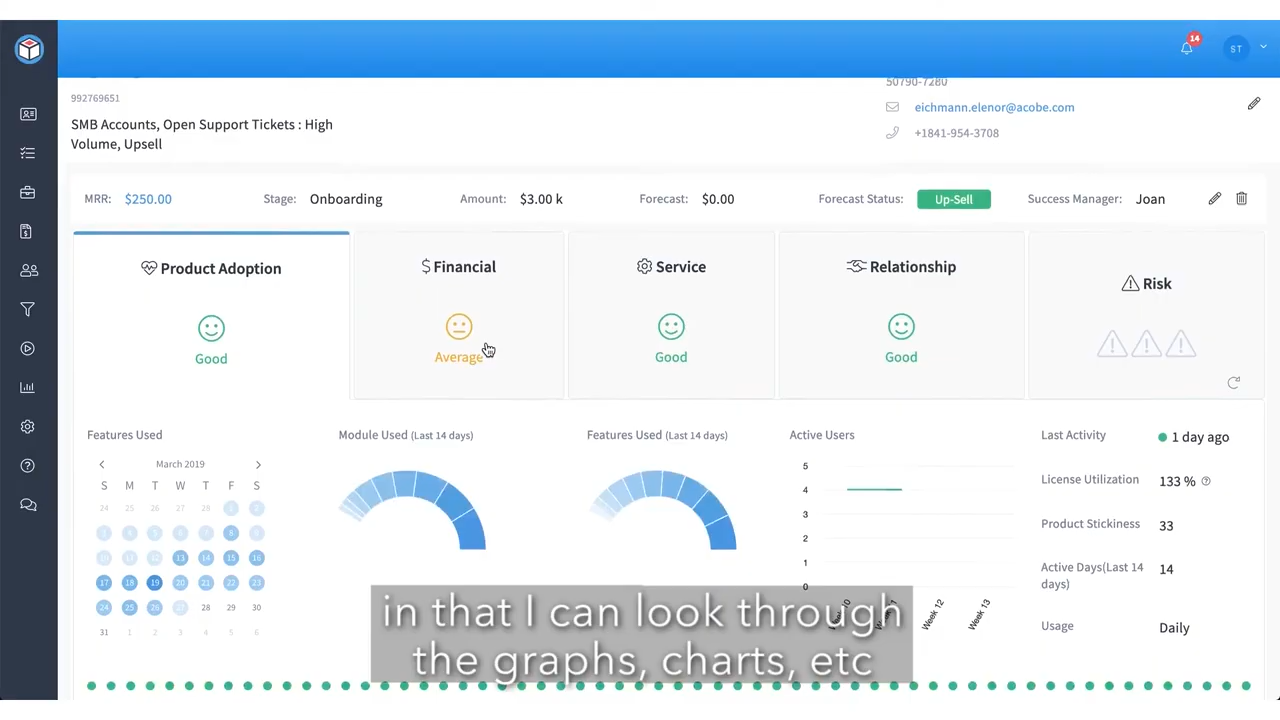 14
ST
50790-7280
992769651
eichmann.elenor@acobe.com
SMB Accounts, Open Support Tickets : High
Volume, Upsell
+1841-954-3708
MRR: $250.00 Stage: Onboarding Amount: $3.00 k Forecast: $0.00 Forecast Status: Up-Sell Success Manager: Joan
Product Adoption
Good
$ Financial
Average
Service
Good
Relationship
Good
Risk
Features Used
March 2019
S M T W T F S
24 25 26 27 28 1 2
3 4 5 6 7 8 9
10 11 12 13 14 15 16
17 18 19 20 21 22 23
24 25 26 27 28 29 30
31 1 2 3 4 5 6
Module Used (Last 14 days)
Features Used (Last 14 days)
Active Users
5
4
3
2
1
0
Week 12
Week 13
Last Activity 1 day ago
License Utilization 133 %
Product Stickiness 33
Active Days(Last 14
days) 14
Usage Daily
in that I can look through
the graphs, charts, etc